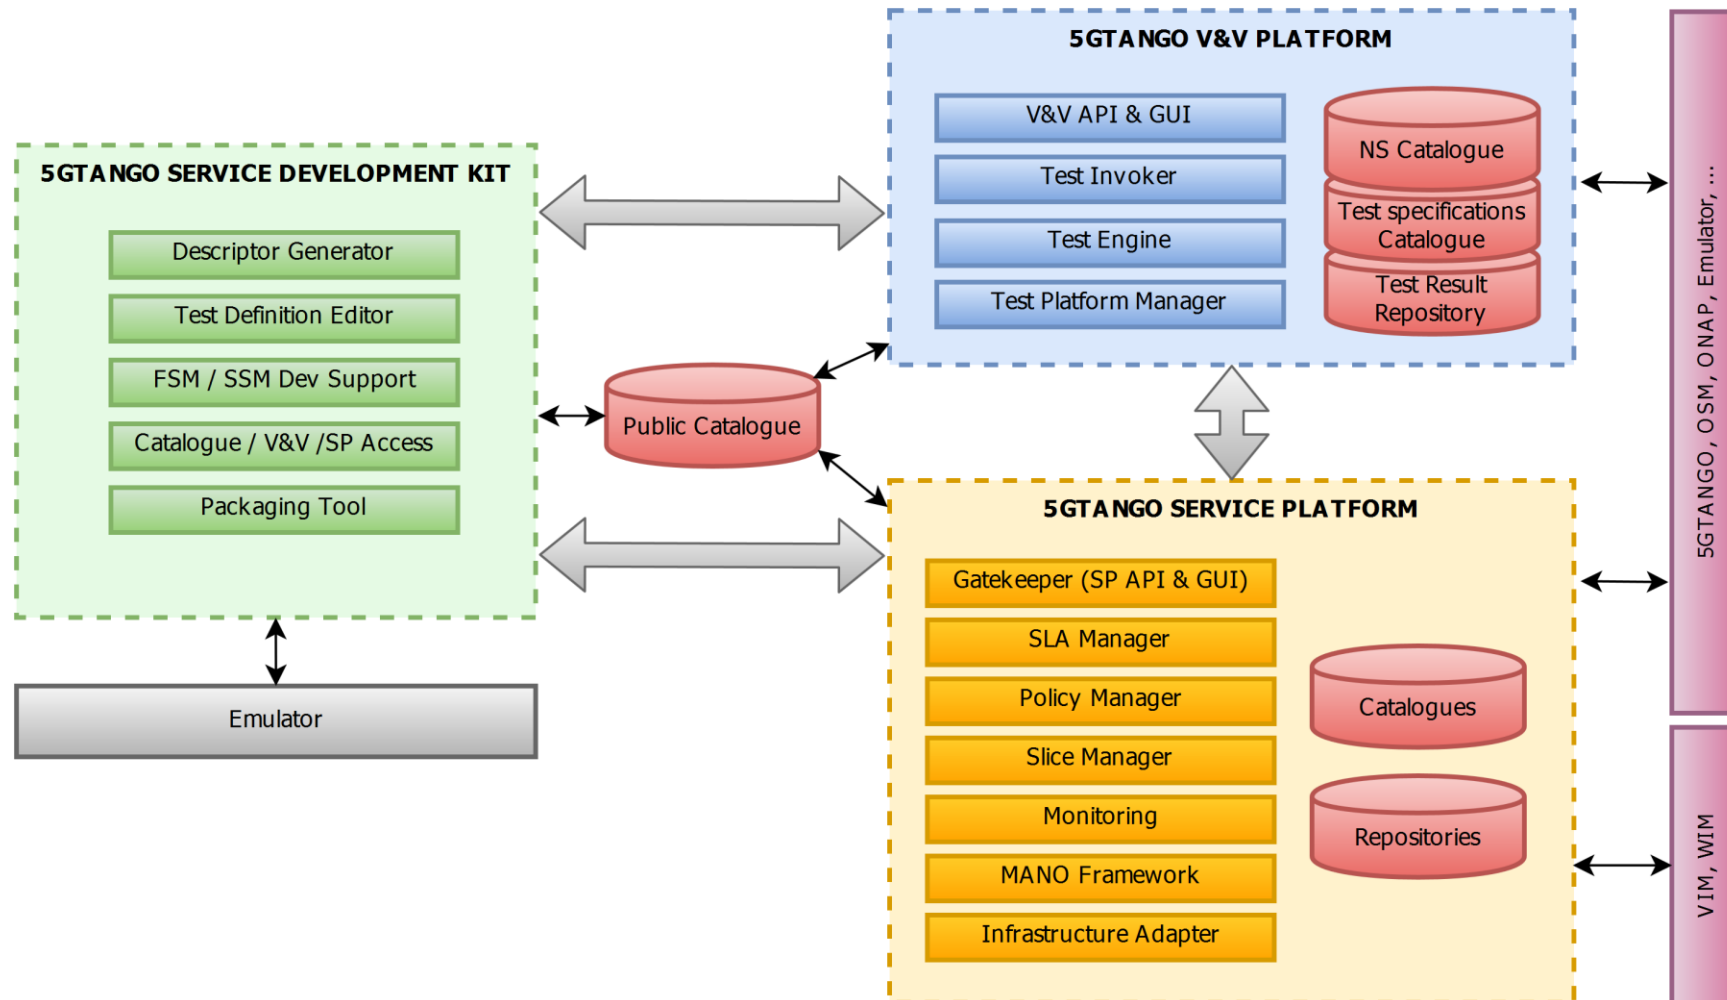 5GTANGO SERVICE DEVELOPMENT KIT
Descriptor Generator
Test Definition Editor
FSM / SSM Dev Support
Catalogue / V&V /SP Access
Packaging Tool
Emulator
Public Catalogue
5GTANGO V&V PLATFORM
V&V API & GUI
Test Invoker
Test Engine
Test Platform Manager
NS Catalogue
Test specifications
Catalogue
Test Result
Repository
5GTANGO SERVICE PLATFORM
Gatekeeper (SP API & GUI)
SLA Manager
Policy Manager
Slice Manager
Monitoring
MANO Framework
Infrastructure Adapter
Catalogues
Repositories
5GTANGO, OSM, ONAP, Emulator, ...
VIM, WIM